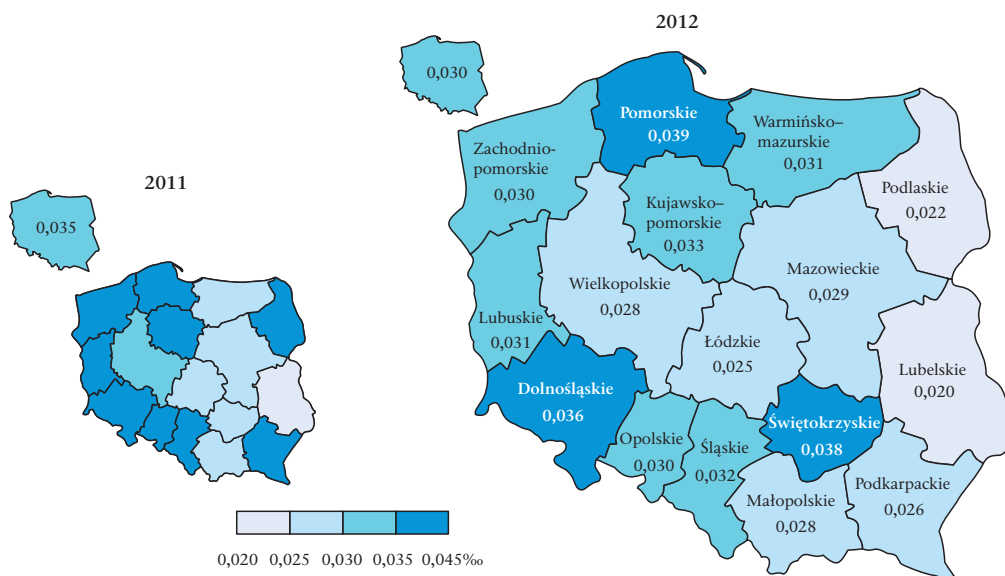 2012
0,030
Pomorskie
0,039
Warmińsko–
mazurskie
0,031
Zachodnio-
pomorskie
0,030
Podlaskie
0,022
Kujawsko-
pomorskie
0,033
2011
0,035
Mazowieckie
0,029
Wielkopolskie
0,028
Lubuskie
0,031
Łódzkie
0,025
Lubelskie
0,020
Dolnośląskie
0,036
Świętokrzyskie
0,038
Opolskie
0,030
Śląskie
0,032
Małopolskie
0,028
Podkarpackie
0,026
0,020 0,025 0,030 0,035 0,045‰